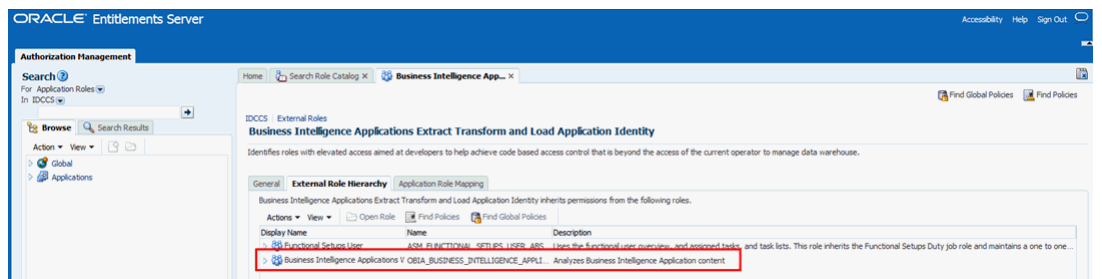 ORACLE® Entitlements Server
Accessibility Help Sign Out
Authorization Management
Search
For Application Roles
In IDCCS
Browse Search Results
Action View
Global
Applications
Home Search Role Catalog Business Intelligence App...
Find Global Policies Find Policies
IDCCS External Roles
Business Intelligence Applications Extract Transform and Load Application Identity
Identifies roles with elevated access aimed at developers to help achieve code based access control that is beyond the access of the current operator to manage data warehouse.
General External Role Hierarchy Application Role Mapping
Business Intelligence Applications Extract Transform and Load Application Identity inherits permissions from the following roles.
Actions View Open Role Find Policies Find Global Policies
Display Name Name Description
Functional Setups User ASM_FUNCTIONAL_SETUPS_USER_ABS... Uses the functional user overview, and assigned tasks, and task lists. This role inherits the Functional Setups Duty job role and maintains a one to one...
Business Intelligence Applications V OBIA_BUSINESS_INTELLIGENCE_APPLI... Analyzes Business Intelligence Application content